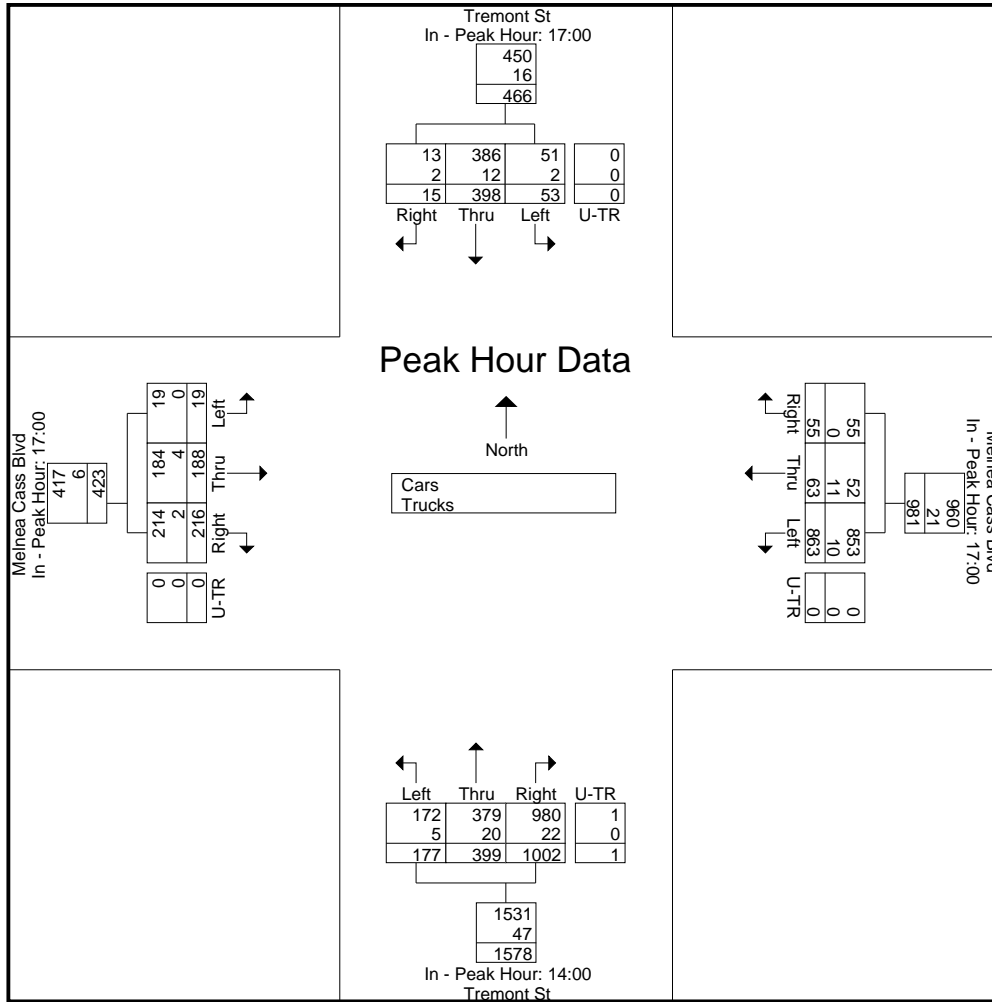 Tremont St
In - Peak Hour: 17:00
450
16
466
13 386 51 0
2 12 2 0
15 398 53 0
Right Thru Left U-TR
Peak Hour Data
North
Cars
Trucks
Melnea Cass Blvd
In - Peak Hour: 17:00
417
6
423
19 184 214 0
0 4 2 0
19 188 216 0
Left Thru Right U-TR
Melnea Cass Blvd
In - Peak Hour: 17:00
960
21
981
55 52 853 0
0 11 10 0
55 63 863 0
Right Thru Left U-TR
Left Thru Right U-TR
172 379 980 1
5 20 22 0
177 399 1002 1
1531
47
1578
In - Peak Hour: 14:00
Tremont St